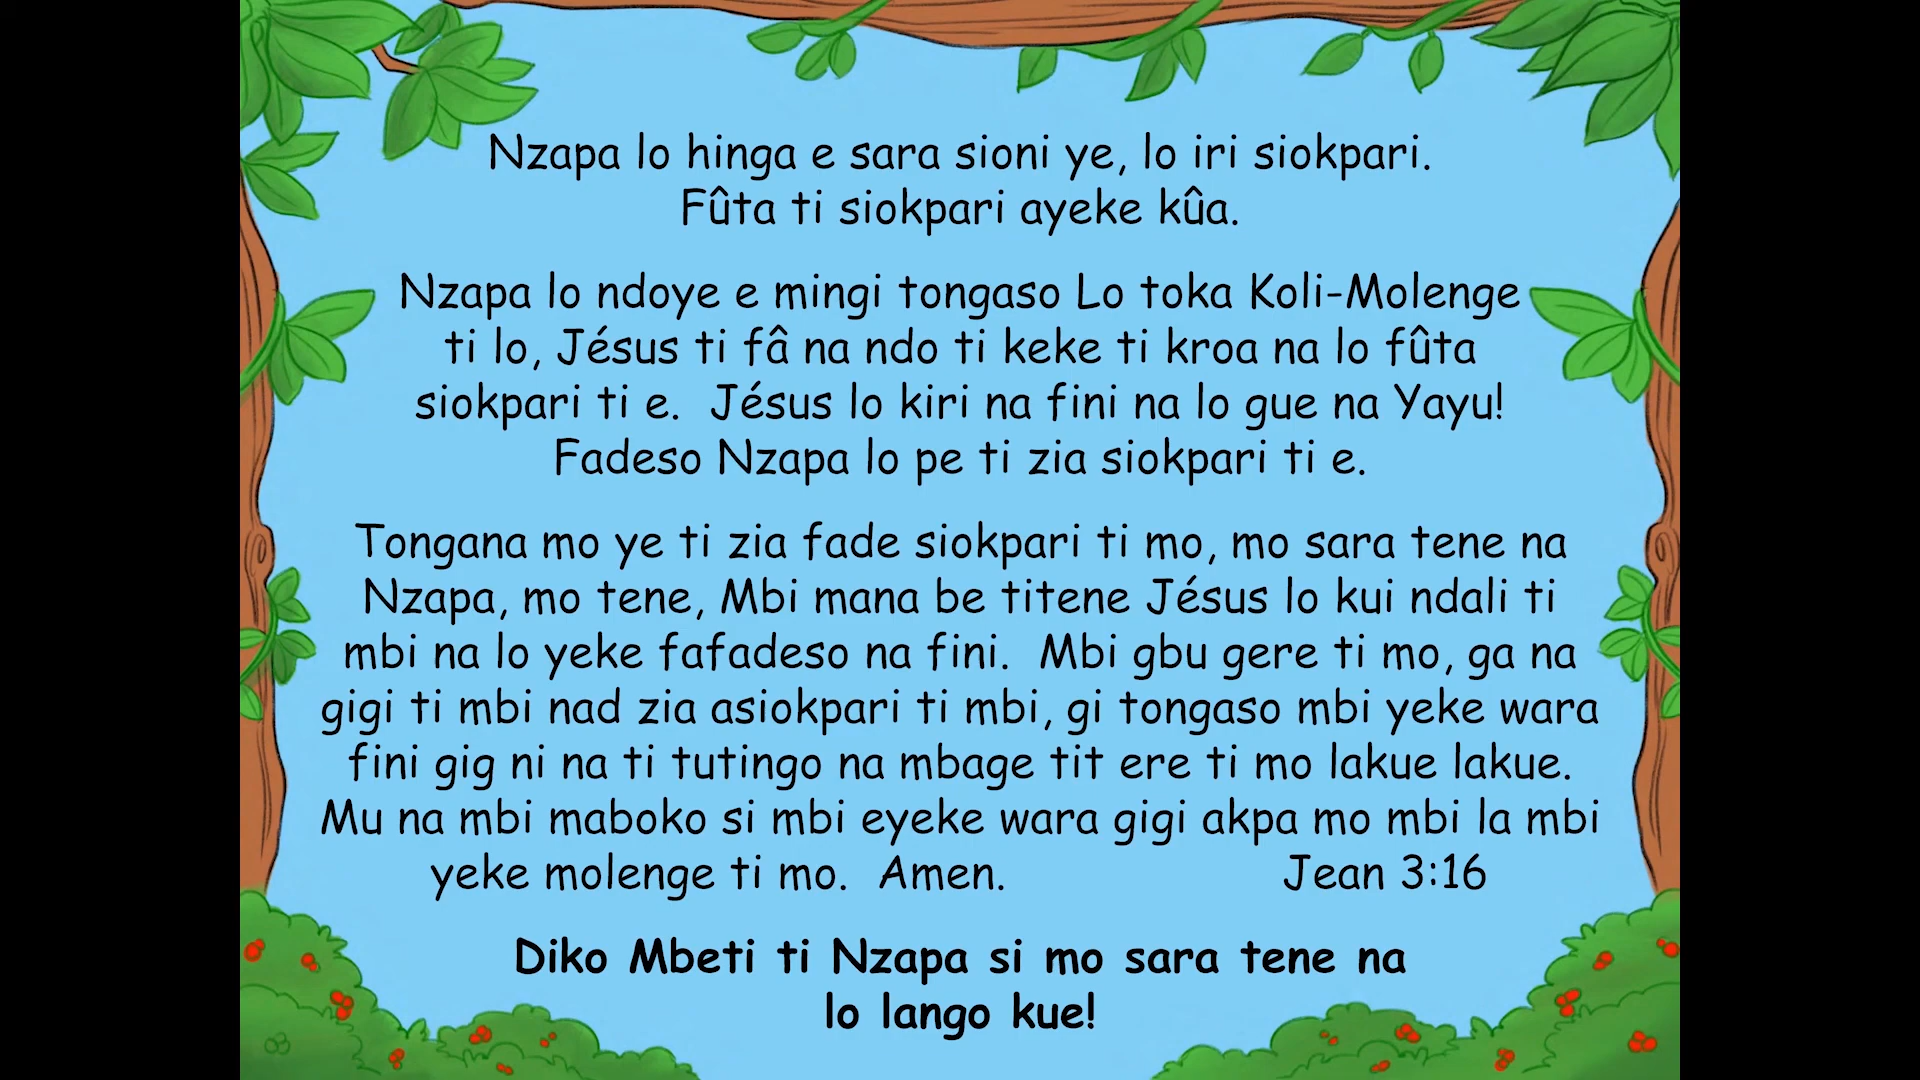 Nzapa lo hinga e sara sioni ye, lo iri siokpari.
Fûta ti siokpari ayeke kûa.
Nzapa lo ndoye e mingi tongaso Lo toka Koli-Molenge
ti lo, Jésus ti fâ na ndo ti keke ti kroa na lo fûta
siokpari ti e. Jésus lo kiri na fini na lo gue na Yayu!
Fadeso Nzapa lo pe ti zia siokpari ti e.
Tongana mo ye ti zia fade siokpari ti mo, mo sara tene na
Nzapa, mo tene, Mbi mana be titene Jésus lo kui ndali ti
mbi na lo yeke fafadeso na fini. Mbi gbu gere ti mo, ga na
gigi ti mbi nad zia asiokpari ti mbi, gi tongaso mbi yeke wara
fini gig ni na ti tutingo na mbage tit ere ti mo lakue lakue.
Mu na mbi maboko si mbi eyeke wara gigi akpa mo mbi la mbi
yeke molenge ti mo. Amen. Jean 3:16
Diko Mbeti ti Nzapa si mo sara tene na
lo lango kue!